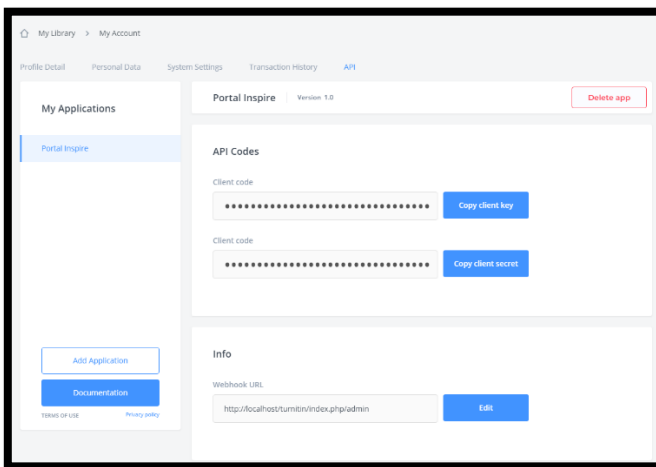 My Library > My Account
Profile Detail Personal Data System Settings Transaction History API
My Applications
Portal Inspire
Add Application
Documentation
TERMS OF USE Privacy policy
Portal Inspire Version 1.0
Delete app
API Codes
Client code
Copy client key
Client code
Copy client secret
Info
Webhook URL
http://localhost/turnitin/index.php/admin
Edit